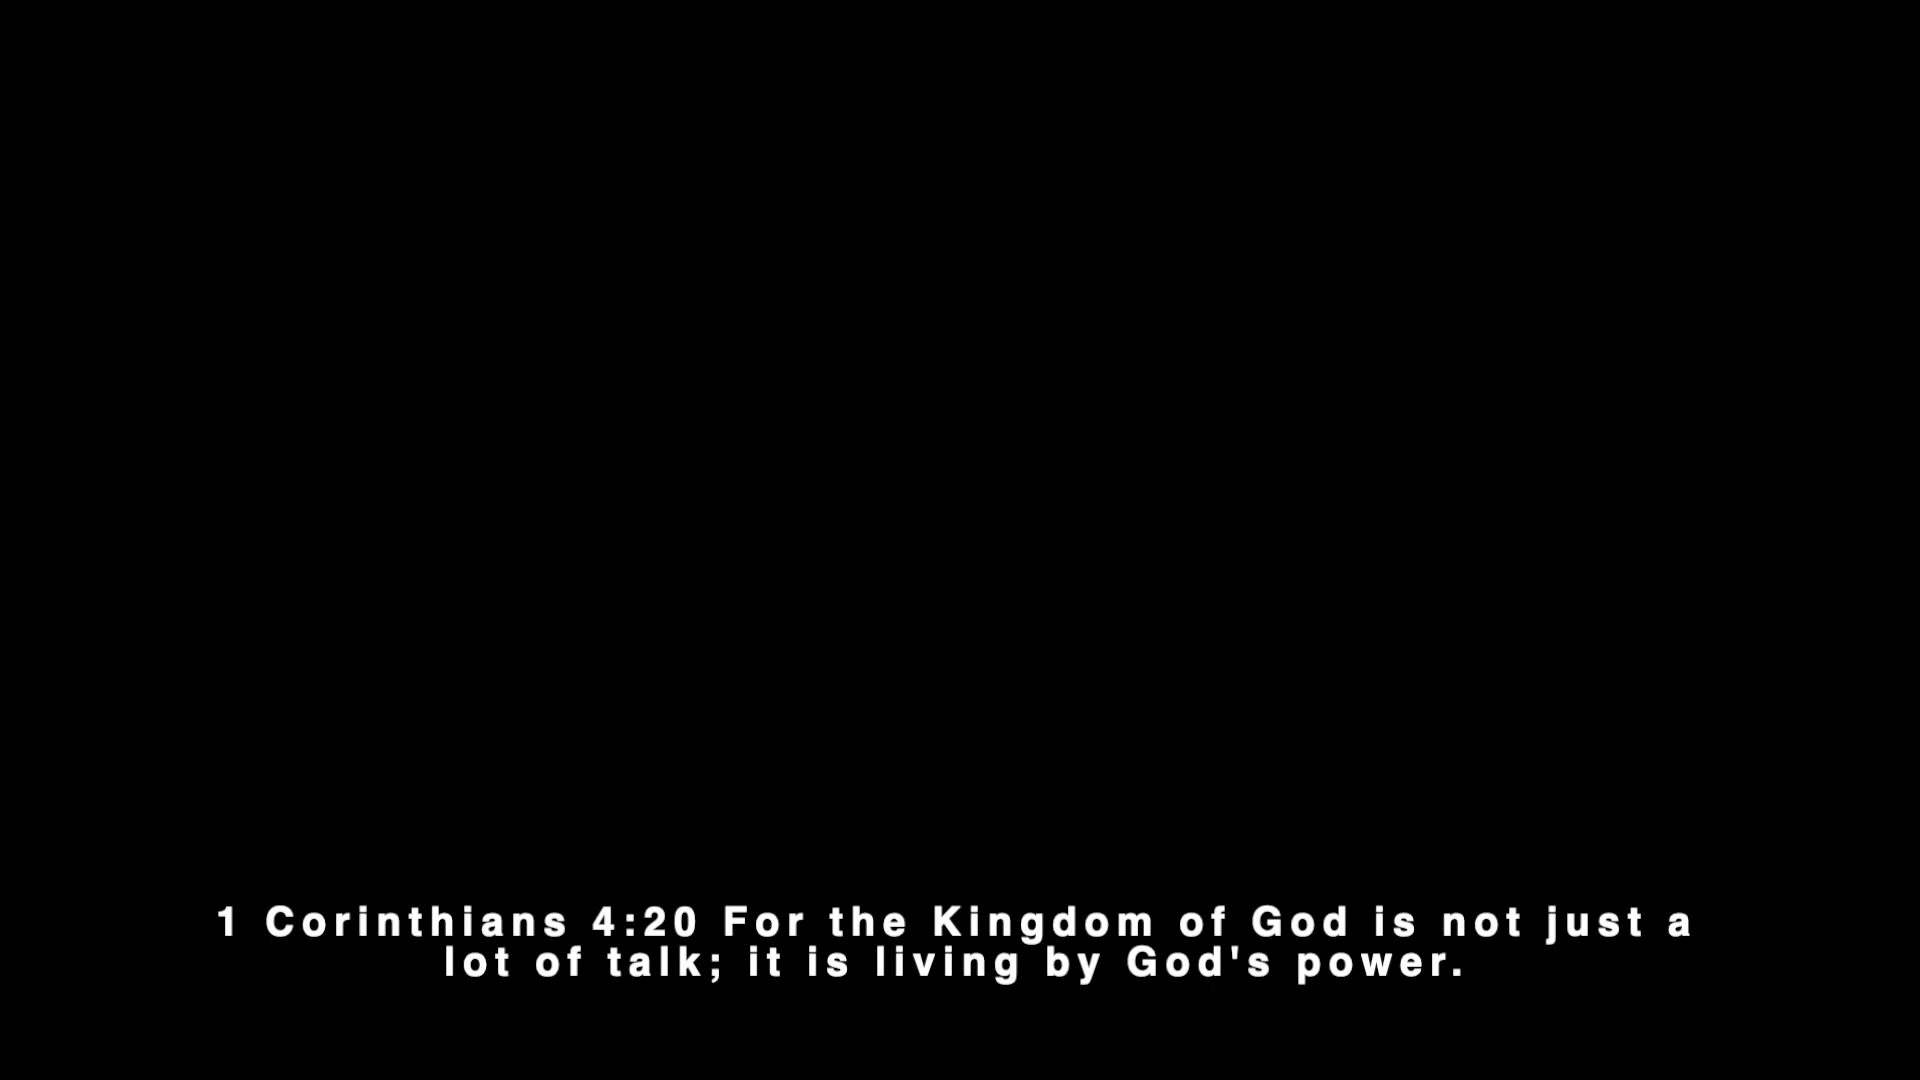 1 Corinthians 4:20 For the Kingdom of God is not just a
lot of talk; it is living by God's power.